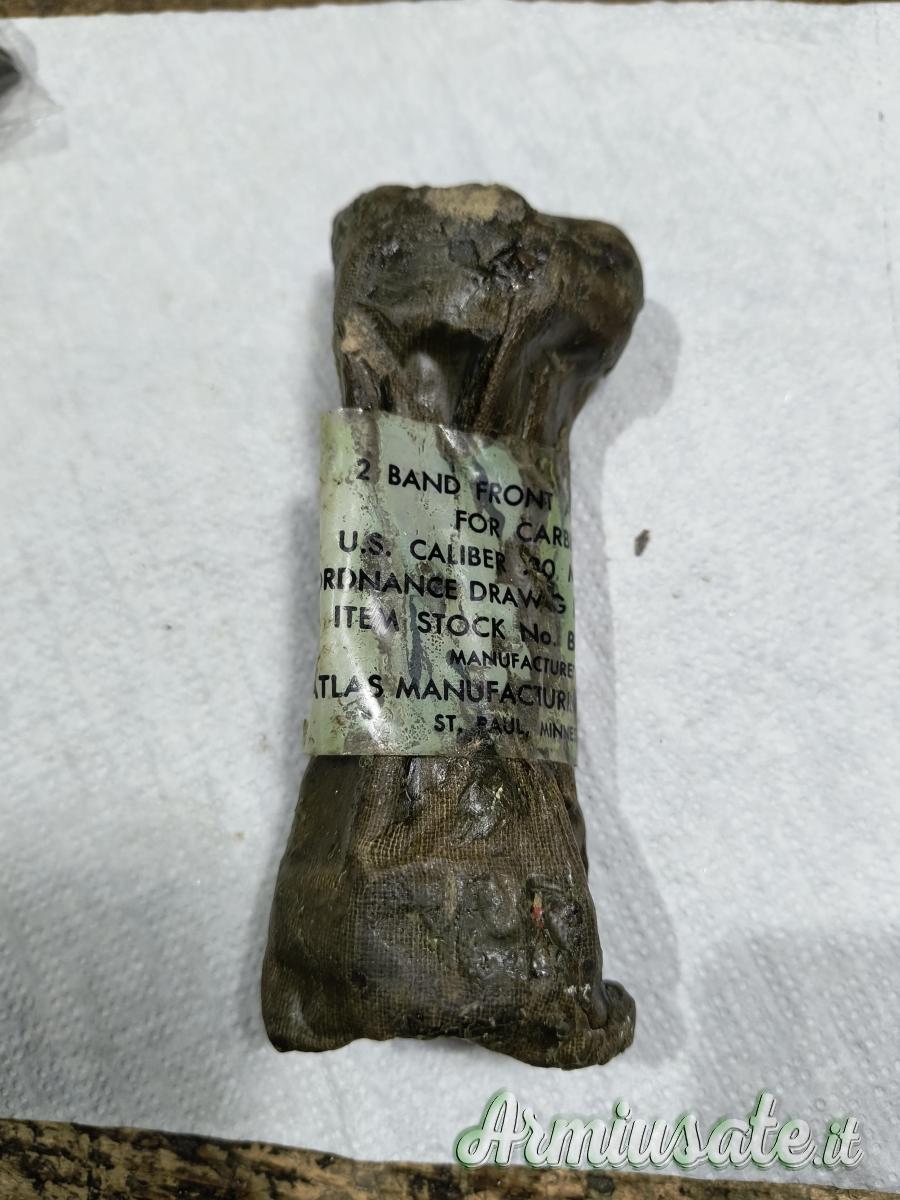 2 BAND FRONT
FOR CARB
U.S. CALIBER .30,
ORDNANCE DRAW
ITEM STOCK No. B
MANUFACTURE
ATLAS MANUFACTURI
ST. PAUL, MINNE
Armiusate.it